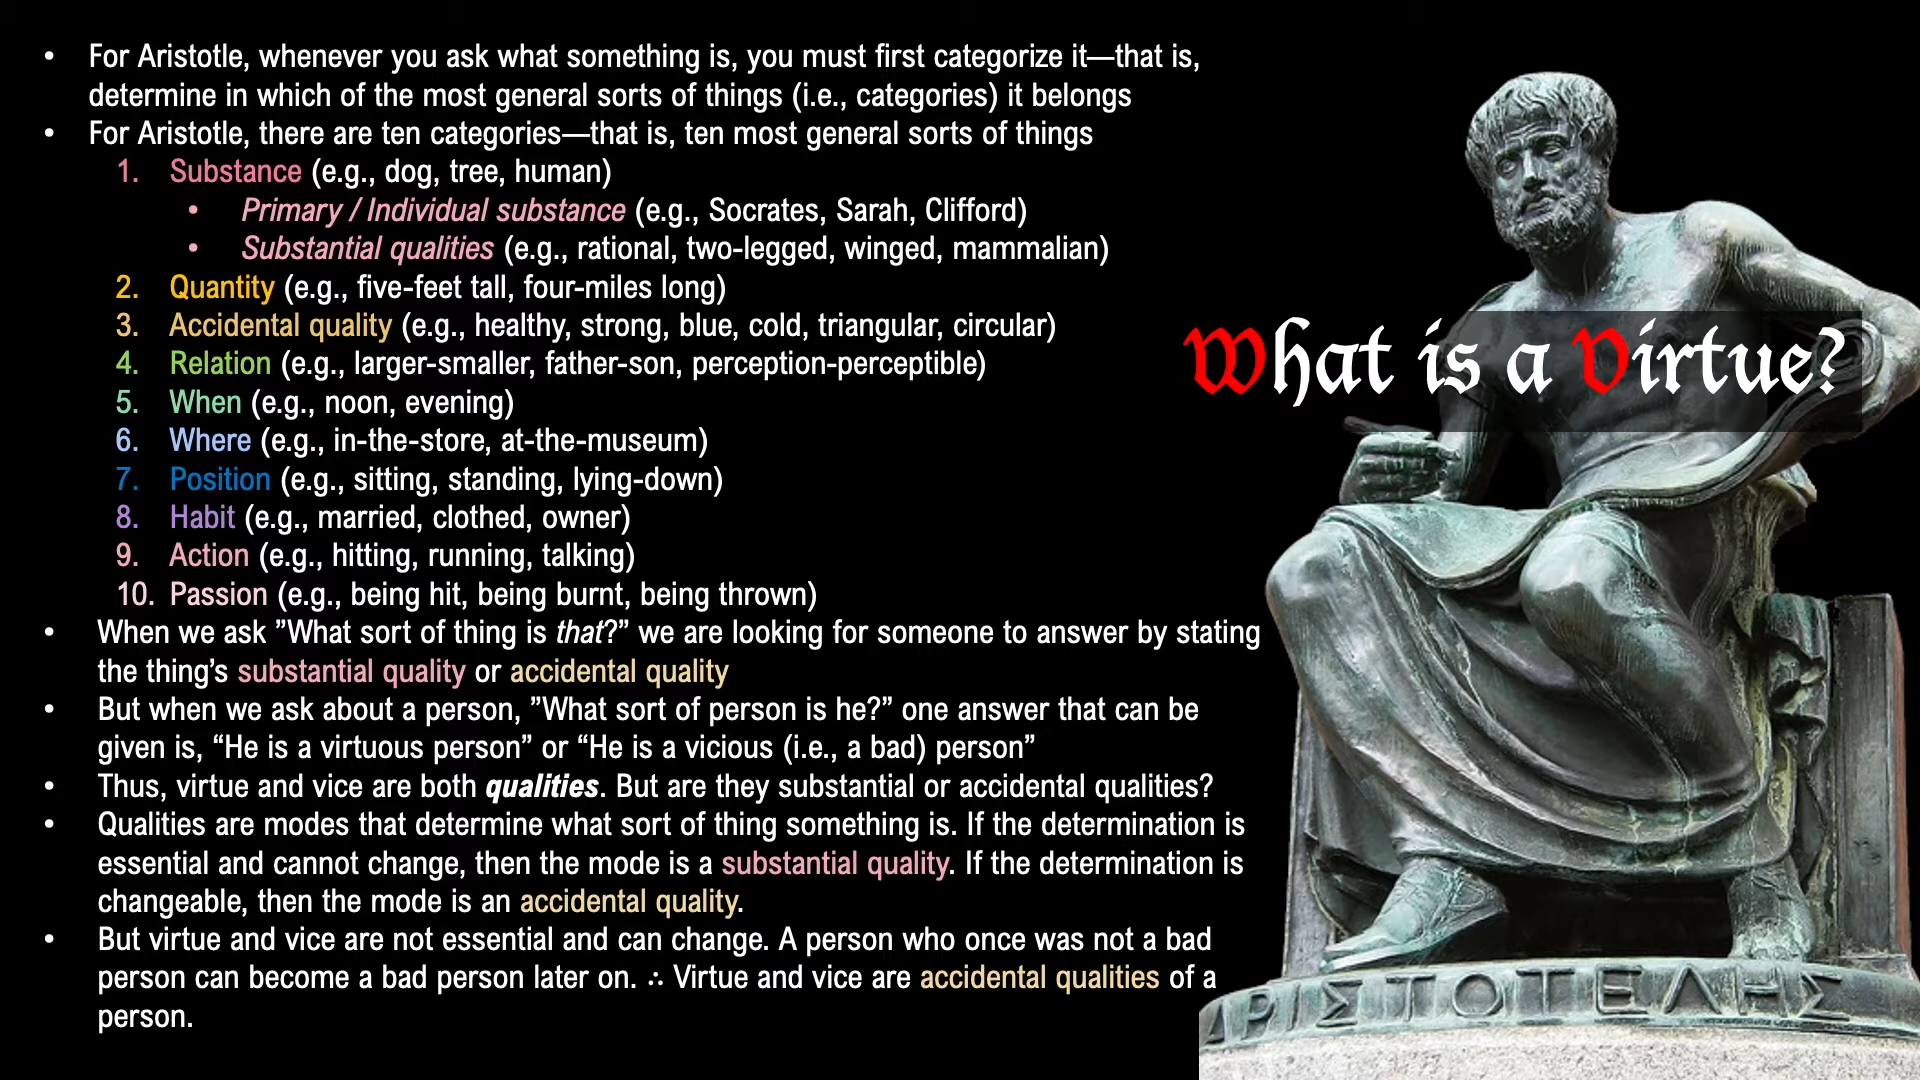 • For Aristotle, whenever you ask what something is, you must first categorize it—that is,
determine in which of the most general sorts of things (i.e., categories) it belongs
• For Aristotle, there are ten categories—that is, ten most general sorts of things
1. Substance (e.g., dog, tree, human)
• Primary / Individual substance (e.g., Socrates, Sarah, Clifford)
• Substantial qualities (e.g., rational, two-legged, winged, mammalian)
2. Quantity (e.g., five-feet tall, four-miles long)
3. Accidental quality (e.g., healthy, strong, blue, cold, triangular, circular)
4. Relation (e.g., larger-smaller, father-son, perception-perceptible)
5. When (e.g., noon, evening)
6. Where (e.g., in-the-store, at-the-museum)
7. Position (e.g., sitting, standing, lying-down)
8. Habit (e.g., married, clothed, owner)
9. Action (e.g., hitting, running, talking)
10. Passion (e.g., being hit, being burnt, being thrown)
• When we ask ”What sort of thing is that?” we are looking for someone to answer by stating
the thing’s substantial quality or accidental quality
• But when we ask about a person, ”What sort of person is he?” one answer that can be
given is, “He is a virtuous person” or “He is a vicious (i.e., a bad) person”
• Thus, virtue and vice are both qualities. But are they substantial or accidental qualities?
• Qualities are modes that determine what sort of thing something is. If the determination is
essential and cannot change, then the mode is a substantial quality. If the determination is
changeable, then the mode is an accidental quality.
• But virtue and vice are not essential and can change. A person who once was not a bad
person can become a bad person later on. ∴ Virtue and vice are accidental qualities of a
person.
What is a Virtue?
ΑΡΙΣΤΟΤΕΛΗΣ